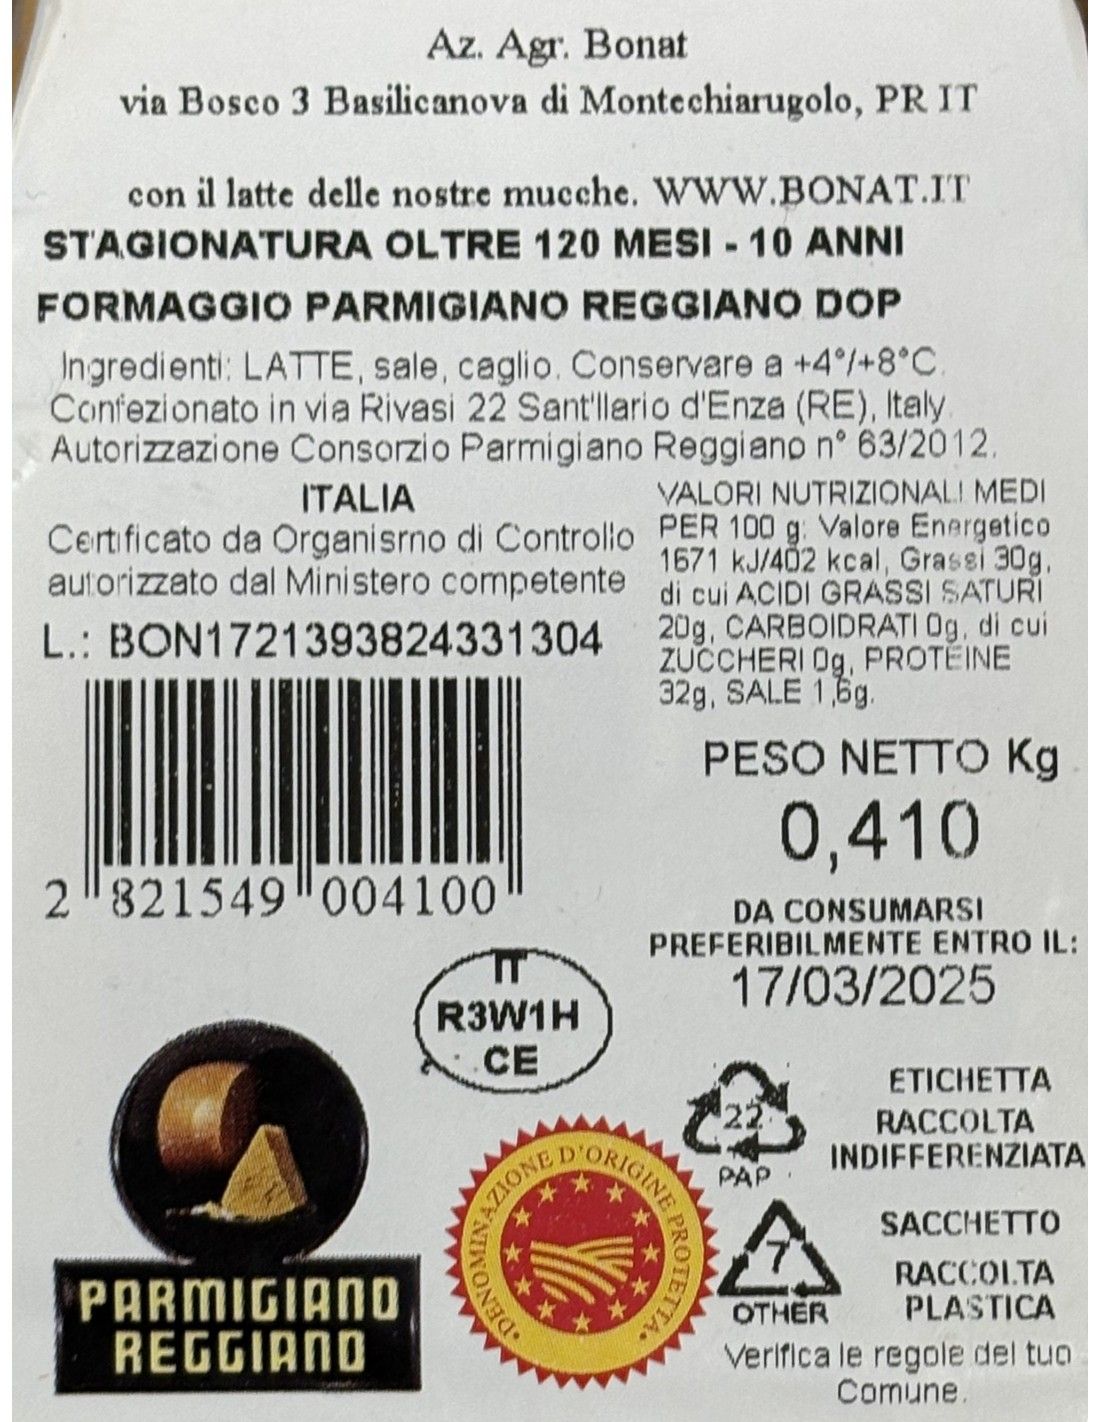 Az. Agr. Bonat
via Bosco 3 Basilicanova di Montechiarugolo, PR IT
con il latte delle nostre mucche. WWW.BONAT.IT
STAGIONATURA OLTRE 120 MESI - 10 ANNI
FORMAGGIO PARMIGIANO REGGIANO DOP
Ingredienti: LATTE, sale, caglio. Conservare a +4°/+8°C.
Confezionato in via Rivasi 22 Sant'Ilario d'Enza (RE), Italy.
Autorizzazione Consorzio Parmigiano Reggiano n° 63/2012.
ITALIA
Certificato da Organismo di Controllo
autorizzato dal Ministero competente
L.: BON1721393824331304
2 821549 004100
VALORI NUTRIZIONALI MEDI
PER 100 g: Valore Energetico
1671 kJ/402 kcal, Grassi 30g,
di cui ACIDI GRASSI SATURI
20g, CARBOIDRATI 0g, di cui
ZUCCHERI 0g, PROTEINE
32g, SALE 1,6g.
PESO NETTO Kg
0,410
DA CONSUMARSI
PREFERIBILMENTE ENTRO IL:
17/03/2025
IT
R3W1H
CE
PARMIGIANO
REGGIANO
DENOMINAZIONE D'ORIGINE PROTETTA
22
PAP
ETICHETTA
RACCOLTA
INDIFFERENZIATA
7
OTHER
SACCHETTO
RACCOLTA
PLASTICA
Verifica le regole del tuo
Comune.